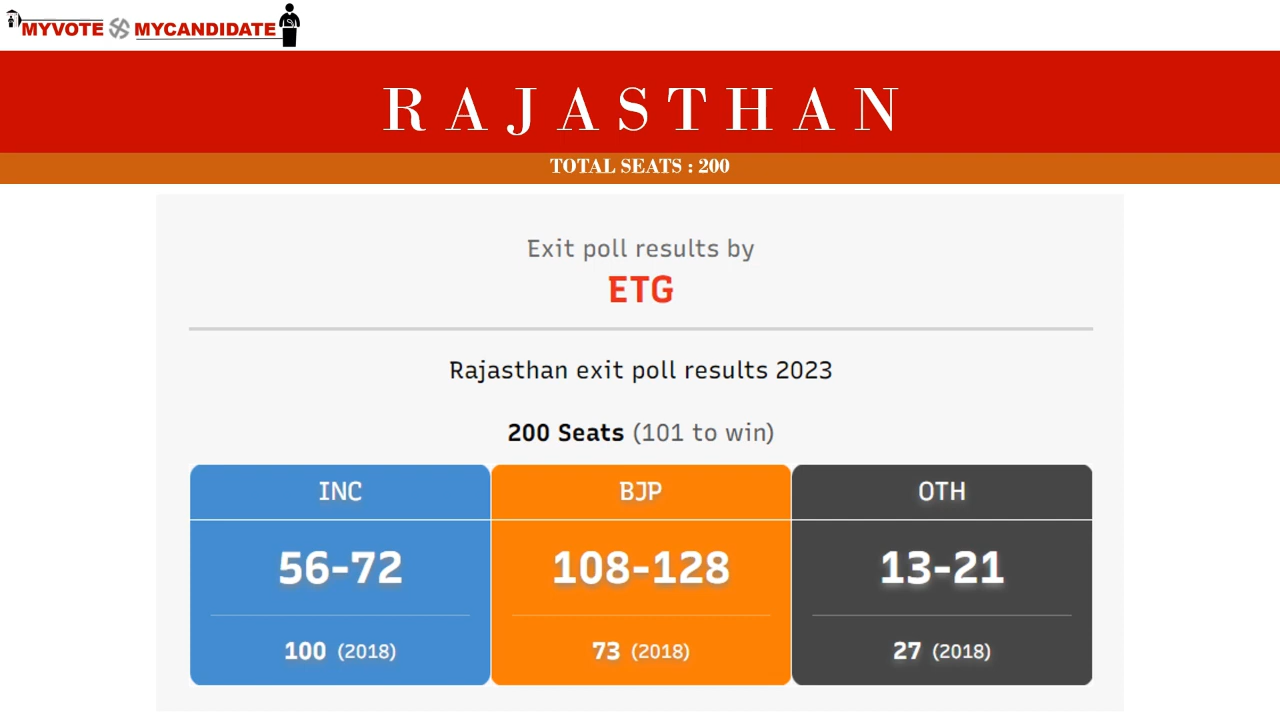 MYVOTE MYCANDIDATE
RAJASTHAN
TOTAL SEATS : 200
Exit poll results by
ETG
Rajasthan exit poll results 2023
200 Seats (101 to win)
INC BJP OTH
56-72 108-128 13-21
100 (2018) 73 (2018) 27 (2018)